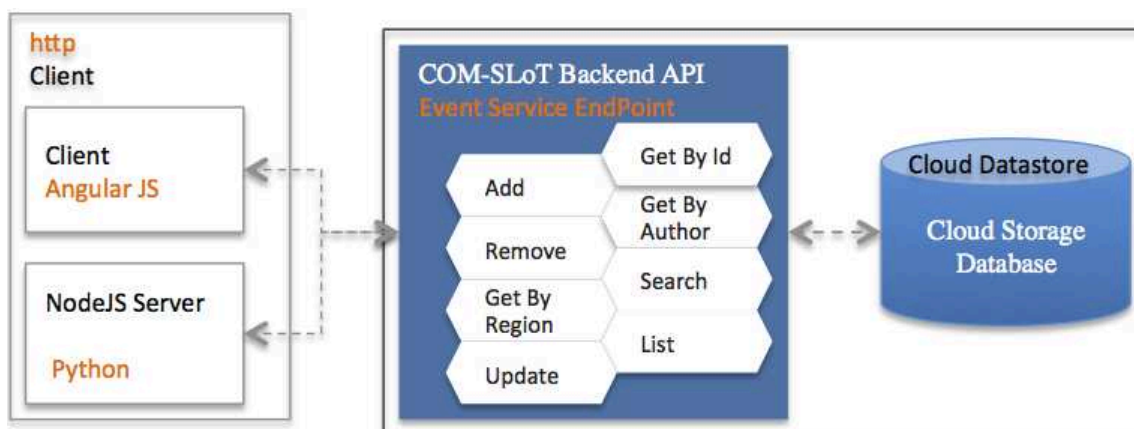 http
Client
Client
Angular JS
NodeJS Server
Python
COM-SLoT Backend API
Event Service EndPoint
Add
Remove
Get By
Region
Update
Get By Id
Get By
Author
Search
List
Cloud Datastore
Cloud Storage
Database